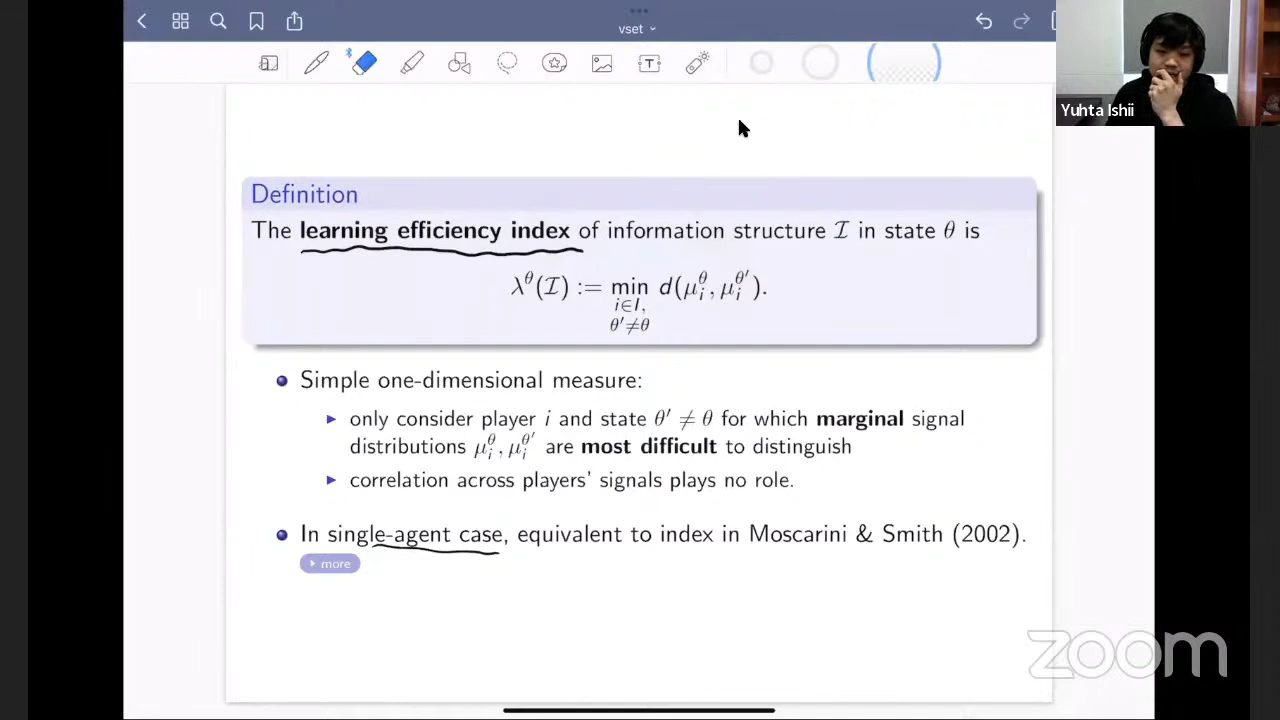 vset
Yuhta Ishii
Definition
The learning efficiency index of information structure 𝓘 in state θ is
λ^θ(𝓘) := min_{i∈I, θ′≠θ} d(μ_i^θ, μ_i^{θ′}).
Simple one-dimensional measure:
only consider player i and state θ′ ≠ θ for which marginal signal
distributions μ_i^θ, μ_i^{θ′} are most difficult to distinguish
correlation across players' signals plays no role.
In single-agent case, equivalent to index in Moscarini & Smith (2002).
more
zoom